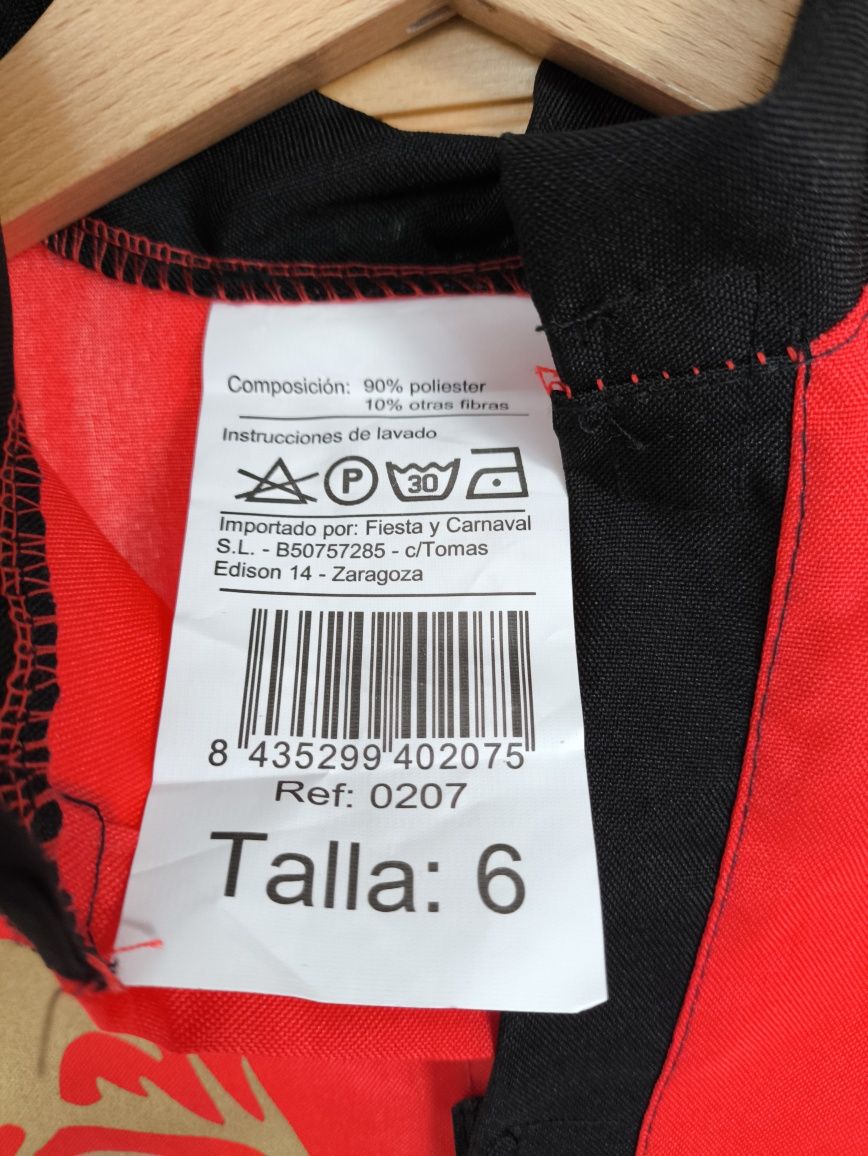 Composición: 90% poliester
10% otras fibras
Instrucciones de lavado
P 30
Importado por: Fiesta y Carnaval
S.L. - B50757285 - c/Tomas
Edison 14 - Zaragoza
8 435299 402075
Ref: 0207
Talla: 6